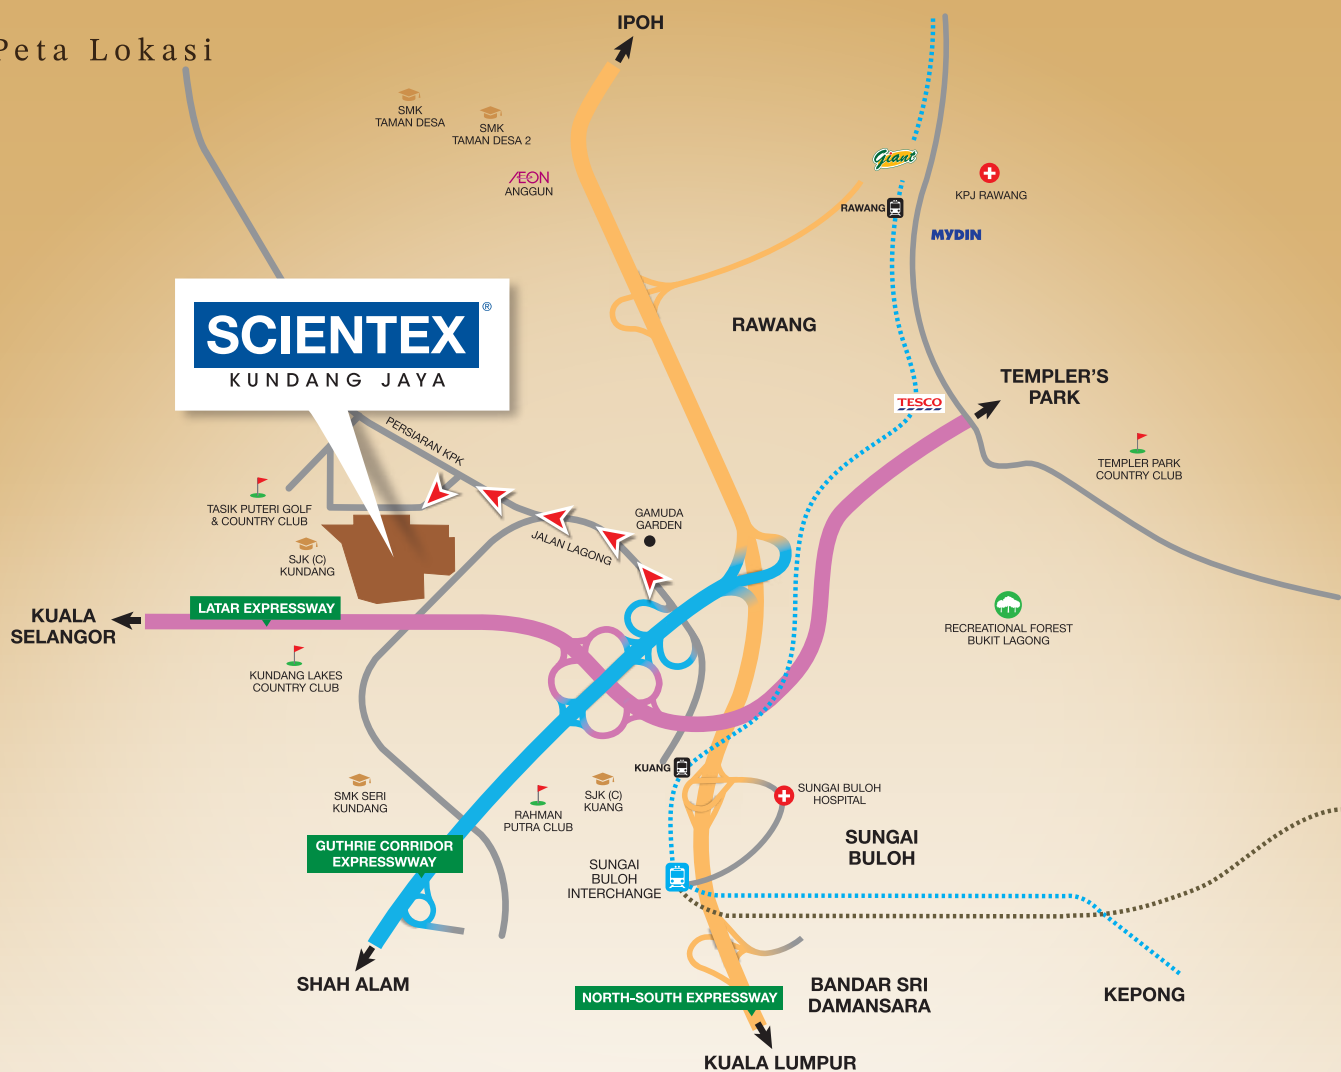 Peta Lokasi
IPOH
SMK
TAMAN DESA
SMK
TAMAN DESA 2
ÆON
ANGGUN
Giant
RAWANG
KPJ RAWANG
MYDIN
SCIENTEX®
KUNDANG JAYA
RAWANG
TEMPLER'S
PARK
TESCO
PERSIARAN KPK
TEMPLER PARK
COUNTRY CLUB
TASIK PUTERI GOLF
& COUNTRY CLUB
GAMUDA
GARDEN
JALAN LAGONG
SJK (C)
KUNDANG
LATAR EXPRESSWAY
KUALA
SELANGOR
RECREATIONAL FOREST
BUKIT LAGONG
KUNDANG LAKES
COUNTRY CLUB
KUANG
SMK SERI
KUNDANG
RAHMAN
PUTRA CLUB
SJK (C)
KUANG
SUNGAI BULOH
HOSPITAL
SUNGAI
BULOH
GUTHRIE CORRIDOR
EXPRESSWWAY
SUNGAI
BULOH
INTERCHANGE
SHAH ALAM
NORTH-SOUTH EXPRESSWAY
BANDAR SRI
DAMANSARA
KEPONG
KUALA LUMPUR